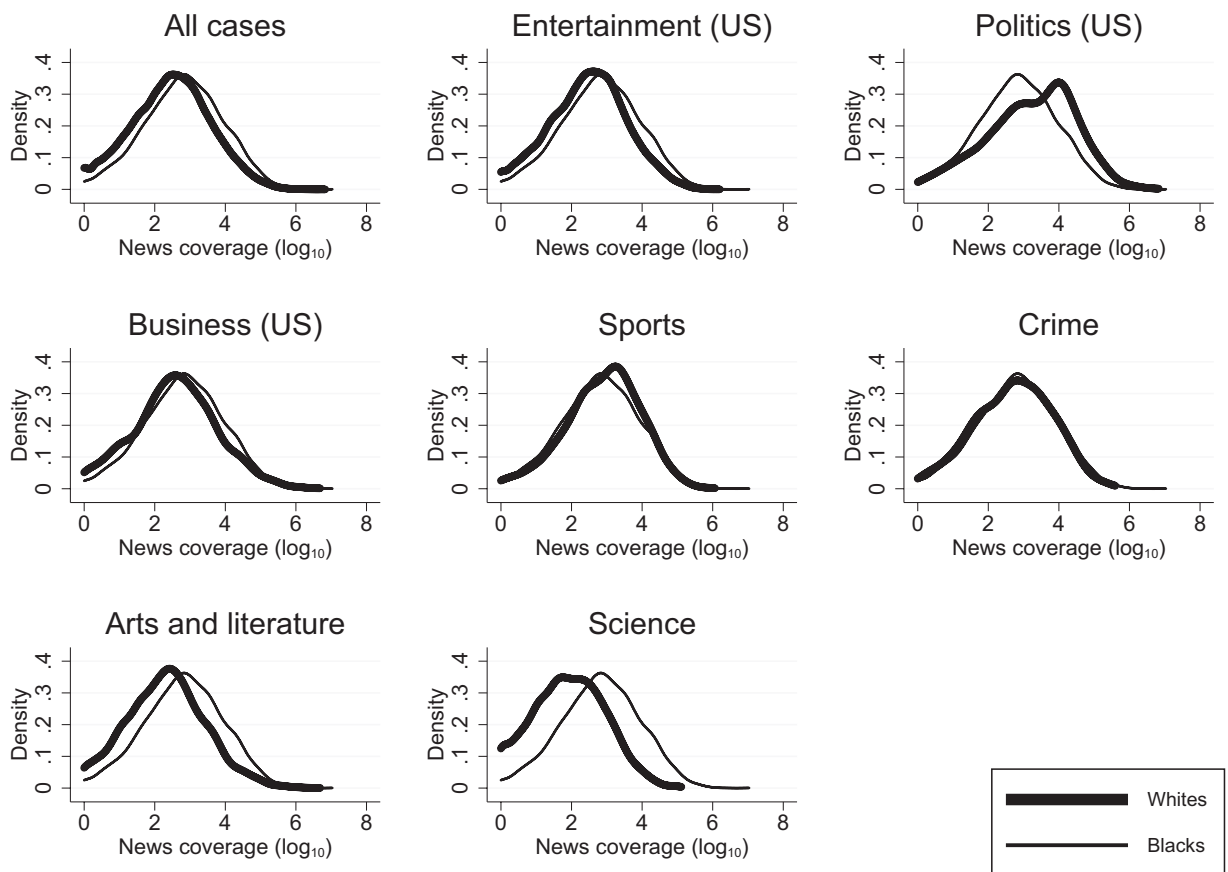 All cases
Entertainment (US)
Politics (US)
Density
0 .1 .2 .3 .4
0 2 4 6 8
News coverage (log₁₀)
Density
0 .1 .2 .3 .4
0 2 4 6 8
News coverage (log₁₀)
Density
0 .1 .2 .3 .4
0 2 4 6 8
News coverage (log₁₀)
Business (US)
Sports
Crime
Density
0 .1 .2 .3 .4
0 2 4 6 8
News coverage (log₁₀)
Density
0 .1 .2 .3 .4
0 2 4 6 8
News coverage (log₁₀)
Density
0 .1 .2 .3 .4
0 2 4 6 8
News coverage (log₁₀)
Arts and literature
Science
Density
0 .1 .2 .3 .4
0 2 4 6 8
News coverage (log₁₀)
Density
0 .1 .2 .3 .4
0 2 4 6 8
News coverage (log₁₀)
Whites
Blacks